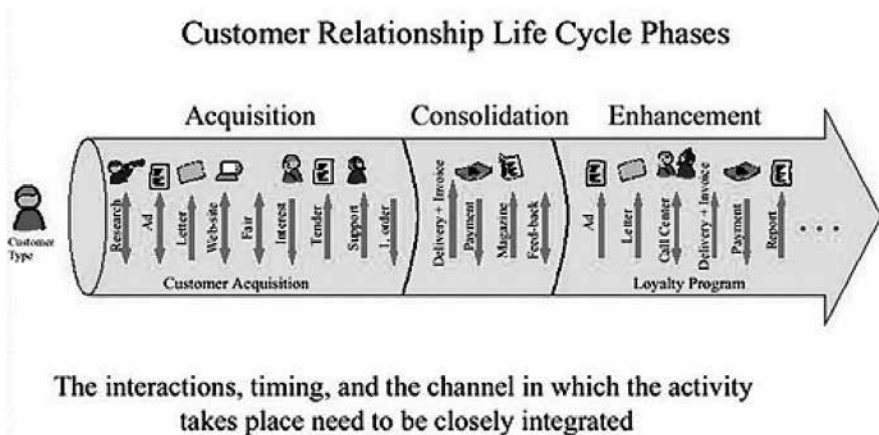 Customer Relationship Life Cycle Phases
Acquisition
Consolidation
Enhancement
Customer
Type
Research
Ad
Letter
Web-site
Fair
Interest
Tender
Support
1. order
Delivery + Invoice
Payment
Magazine
Feed-back
Ad
Letter
Call Center
Delivery + Invoice
Payment
Report
. . .
Customer Acquisition
Loyalty Program
The interactions, timing, and the channel in which the activity
takes place need to be closely integrated